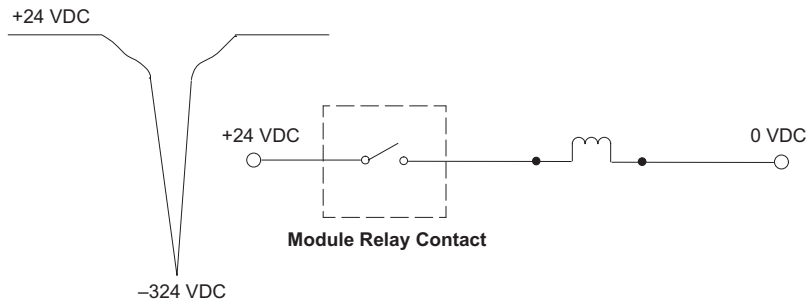 +24 VDC
+24 VDC
0 VDC
Module Relay Contact
–324 VDC